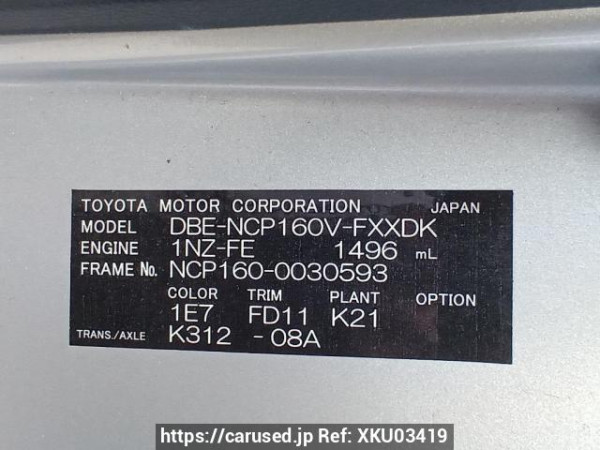 TOYOTA MOTOR CORPORATION JAPAN
MODEL DBE-NCP160V-FXXDK
ENGINE 1NZ-FE 1496 mL
FRAME No. NCP160-0030593
COLOR TRIM PLANT OPTION
1E7 FD11 K21
TRANS./AXLE K312 -08A
https://carused.jp Ref: XKU03419